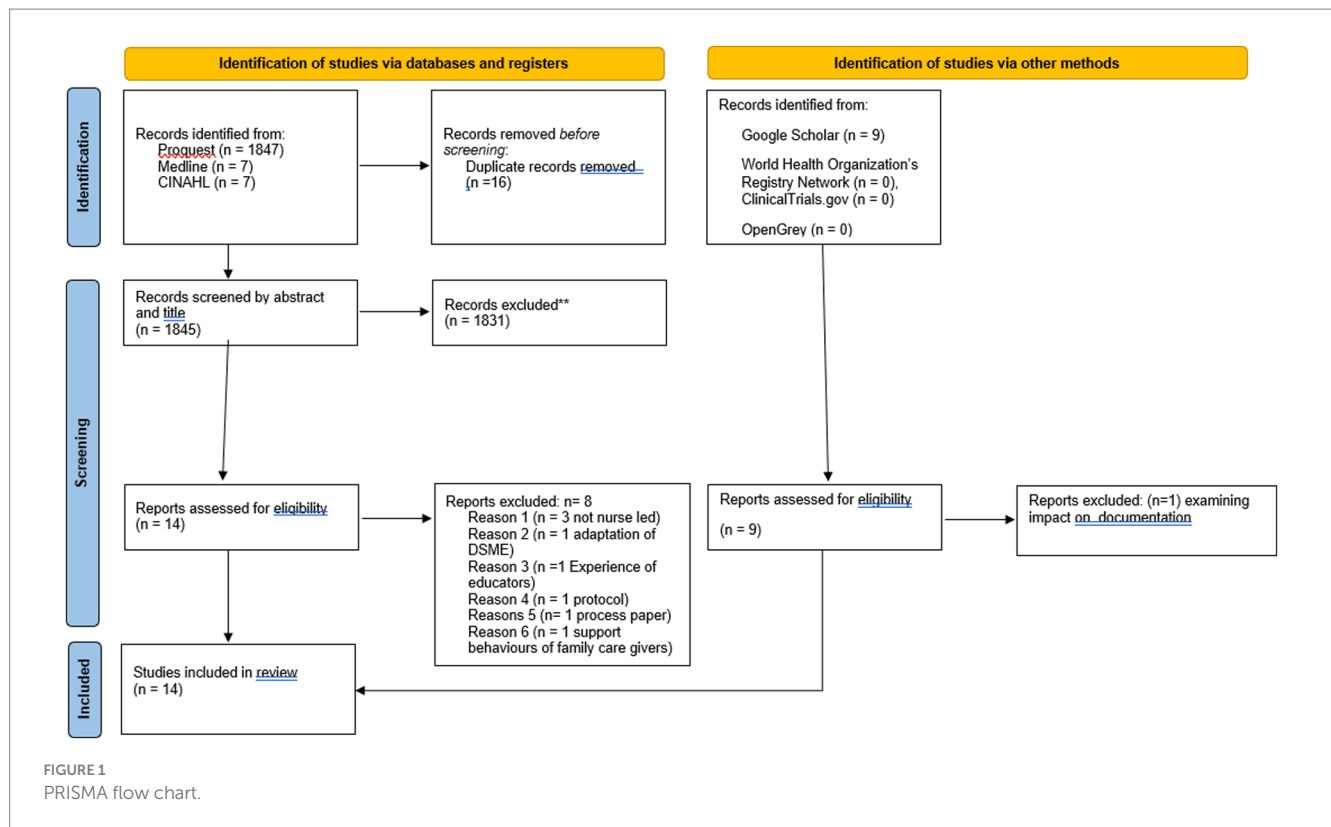 Identification of studies via databases and registers
Identification of studies via other methods
Identification
Records identified from:
Proquest (n = 1847)
Medline (n = 7)
CINAHL (n = 7)
Records removed before
screening:
Duplicate records removed
(n =16)
Records identified from:
Google Scholar (n = 9)
World Health Organization's
Registry Network (n = 0),
ClinicalTrials.gov (n = 0)
OpenGrey (n = 0)
Screening
Records screened by abstract
and title
(n = 1845)
Records excluded**
(n = 1831)
Reports assessed for eligibility
(n = 14)
Reports excluded: n= 8
Reason 1 (n = 3 not nurse led)
Reason 2 (n = 1 adaptation of
DSME)
Reason 3 (n =1 Experience of
educators)
Reason 4 (n = 1 protocol)
Reasons 5 (n= 1 process paper)
Reason 6 (n = 1 support
behaviours of family care givers)
Reports assessed for eligibility
(n = 9)
Reports excluded: (n=1) examining
impact on documentation
Included
Studies included in review
(n = 14)
FIGURE 1
PRISMA flow chart.